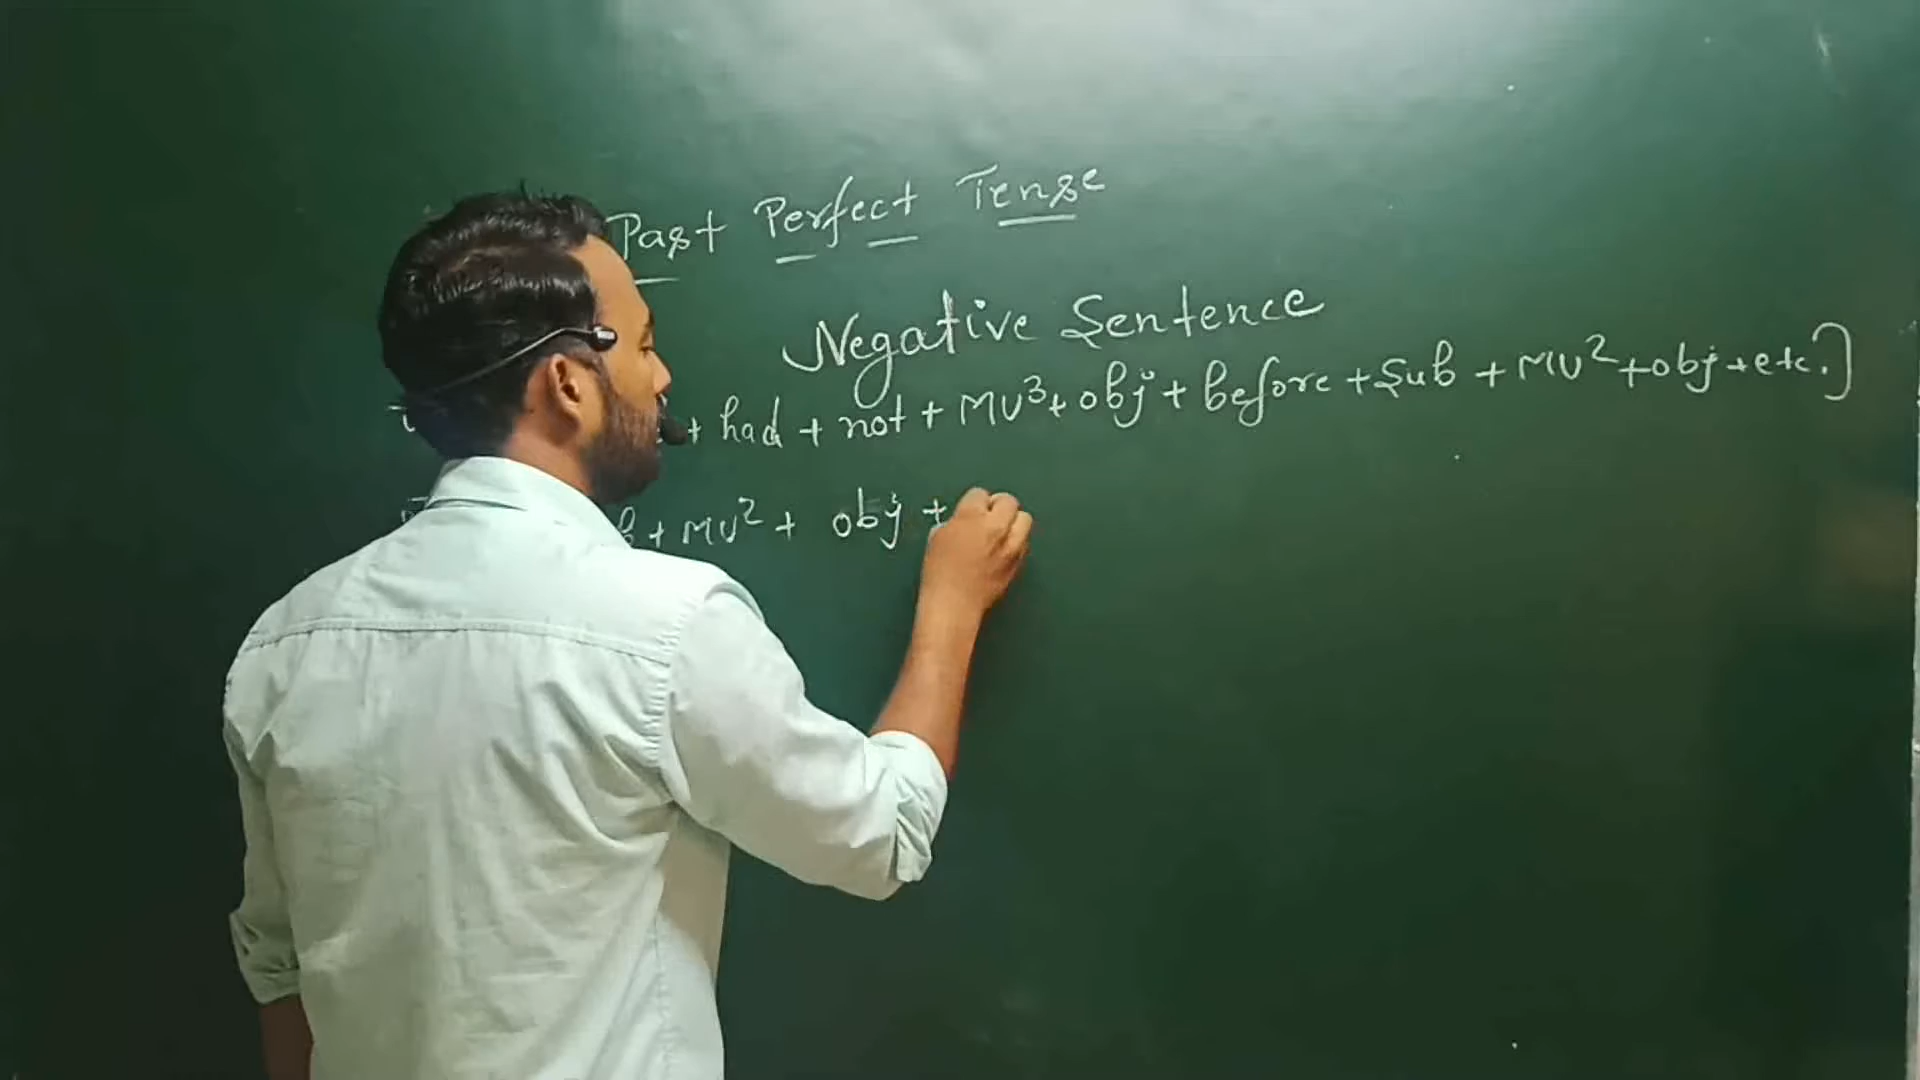 Past Perfect Tense
Negative Sentence
+ had + not + MV³ + obj + before + Sub + MV² + obj + etc.]
+ MV² + obj +